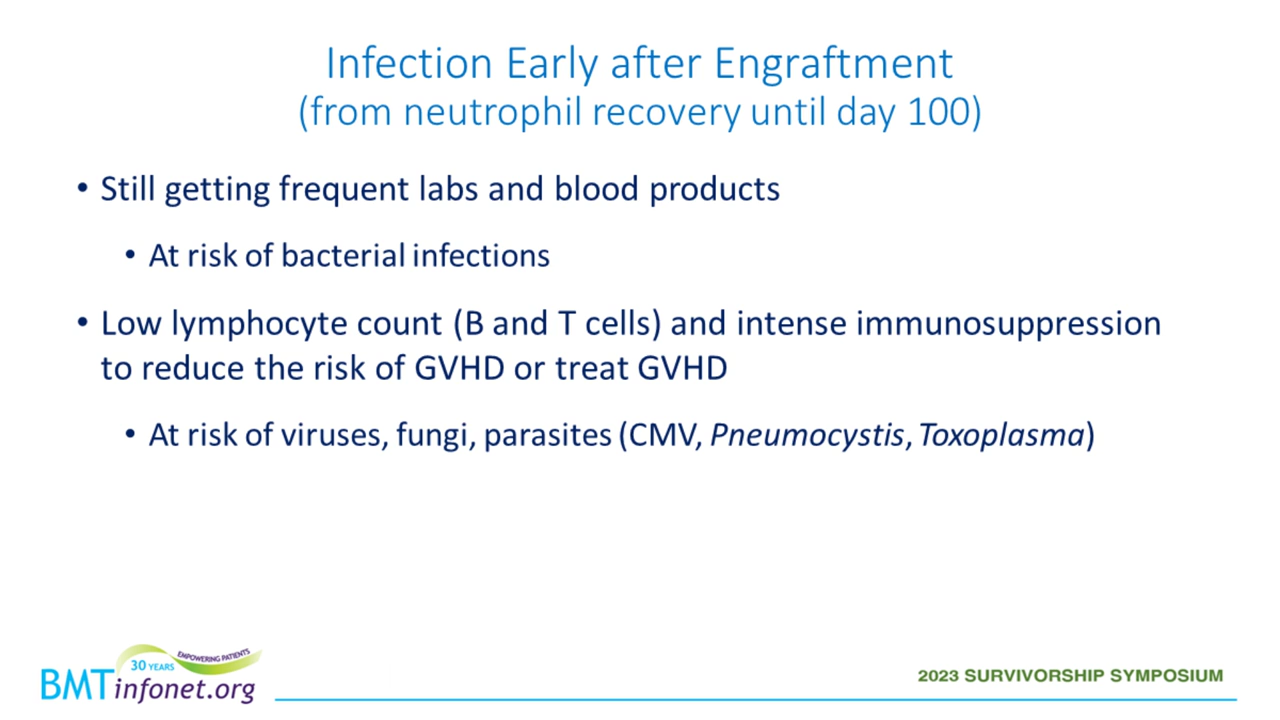 Infection Early after Engraftment
(from neutrophil recovery until day 100)
• Still getting frequent labs and blood products
• At risk of bacterial infections
• Low lymphocyte count (B and T cells) and intense immunosuppression
to reduce the risk of GVHD or treat GVHD
• At risk of viruses, fungi, parasites (CMV, Pneumocystis, Toxoplasma)
30 YEARS EMPOWERING PATIENTS
BMTinfonet.org
2023 SURVIVORSHIP SYMPOSIUM